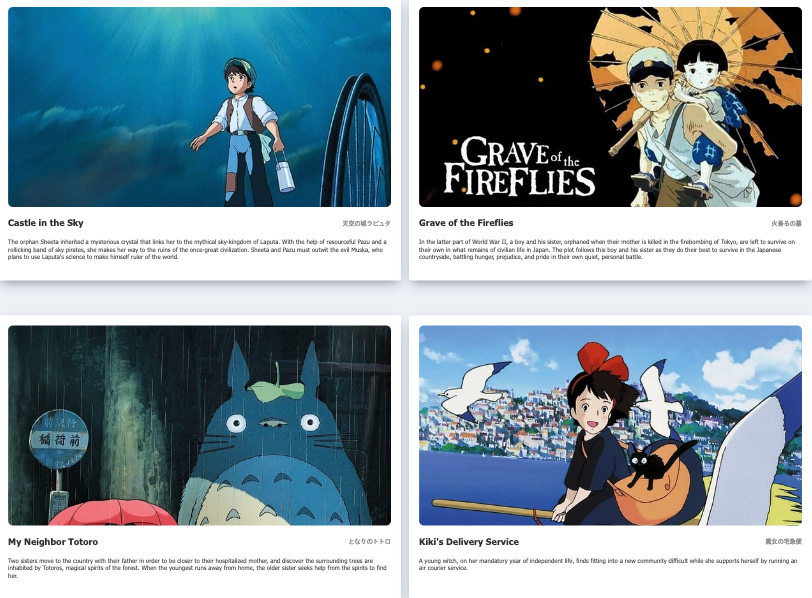 GRAVE of the
FIREFLIES
Castle in the Sky
天空の城ラピュタ
The orphan Sheeta inherited a mysterious crystal that links her to the mythical sky-kingdom of Laputa. With the help of resourceful Pazu and a
rollicking band of sky pirates, she makes her way to the ruins of the once-great civilization. Sheeta and Pazu must outwit the evil Muska, who
plans to use Laputa's science to make himself ruler of the world.
Grave of the Fireflies
火垂るの墓
In the latter part of World War II, a boy and his sister, orphaned when their mother is killed in the firebombing of Tokyo, are left to survive on
their own in what remains of civilian life in Japan. The plot follows this boy and his sister as they do their best to survive in the Japanese
countryside, battling hunger, prejudice, and pride in their own quiet, personal battle.
稲荷前
My Neighbor Totoro
となりのトトロ
Two sisters move to the country with their father in order to be closer to their hospitalized mother, and discover the surrounding trees are
inhabited by Totoros, magical spirits of the forest. When the youngest runs away from home, the older sister seeks help from the spirits to find
her.
Kiki's Delivery Service
魔女の宅急便
A young witch, on her mandatory year of independent life, finds fitting into a new community difficult while she supports herself by running an
air courier service.